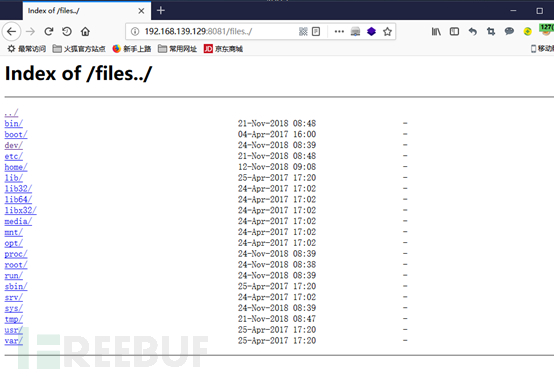 Index of /files../
192.168.139.129:8081/files../
127(
最常访问 火狐官方站点 新手上路 常用网址 JD 京东商城 移动
Index of /files../
../
bin/ 21-Nov-2018 08:48 -
boot/ 04-Apr-2017 16:00 -
dev/ 24-Nov-2018 08:39 -
etc/ 21-Nov-2018 08:48 -
home/ 12-Nov-2018 09:08 -
lib/ 25-Apr-2017 17:20 -
lib32/ 24-Apr-2017 17:02 -
lib64/ 24-Apr-2017 17:02 -
libx32/ 24-Apr-2017 17:02 -
media/ 24-Apr-2017 17:02 -
mnt/ 24-Apr-2017 17:02 -
opt/ 24-Apr-2017 17:02 -
proc/ 24-Nov-2018 08:39 -
root/ 24-Nov-2018 08:38 -
run/ 24-Nov-2018 08:39 -
sbin/ 25-Apr-2017 17:20 -
srv/ 24-Apr-2017 17:02 -
sys/ 24-Nov-2018 08:39 -
tmp/ 21-Nov-2018 08:47 -
usr/ 25-Apr-2017 17:20 -
var/ 25-Apr-2017 17:20 -
FREEBUF